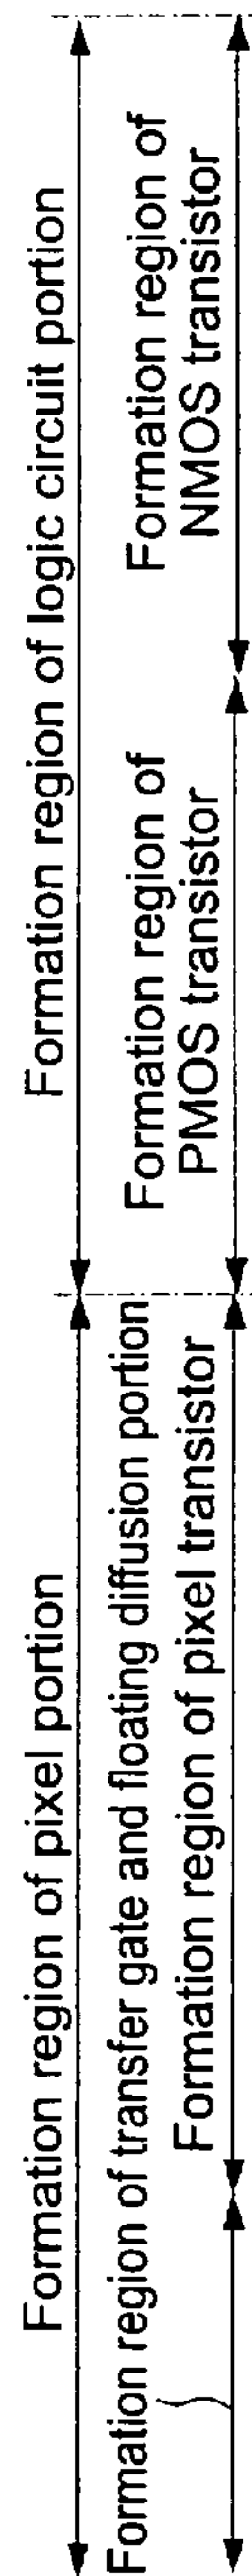 Formation region of pixel portion
Formation region of logic circuit portion
Formation region of transfer gate and floating diffusion portion
Formation region of pixel transistor
Formation region of
PMOS transistor
Formation region of
NMOS transistor